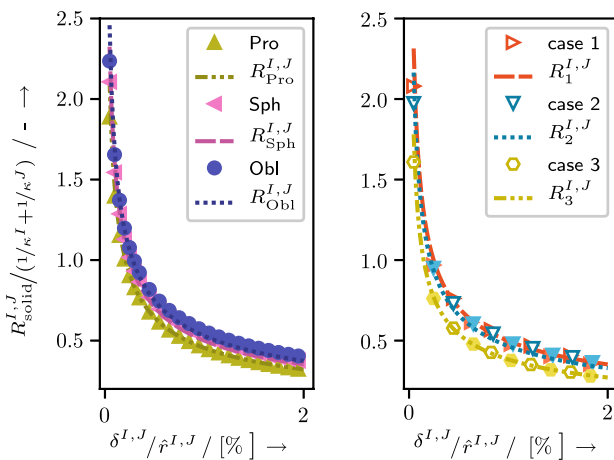 2.5
2.0
1.5
1.0
0.5
R^{I,J}_{solid}/(1/κ^I+1/κ^J) / - →
Pro
R^{I,J}_{Pro}
Sph
R^{I,J}_{Sph}
Obl
R^{I,J}_{Obl}
0 2
δ^{I,J}/r̂^{I,J} / [% ] →
2.5
2.0
1.5
1.0
0.5
case 1
R^{I,J}_1
case 2
R^{I,J}_2
case 3
R^{I,J}_3
0 2
δ^{I,J}/r̂^{I,J} / [% ] →